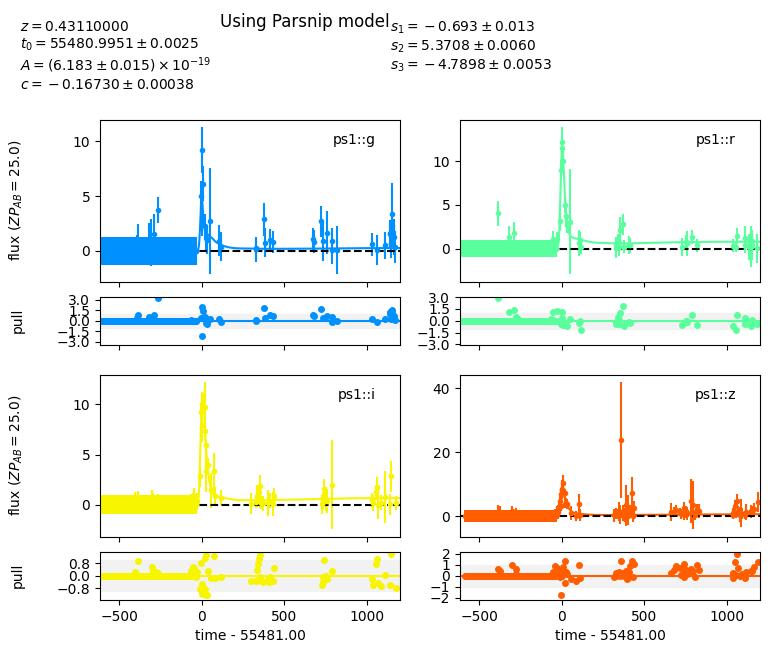 Using Parsnip model
z = 0.43110000
t0 = 55480.9951 ± 0.0025
A = (6.183 ± 0.015) × 10^−19
c = −0.16730 ± 0.00038
s1 = −0.693 ± 0.013
s2 = 5.3708 ± 0.0060
s3 = −4.7898 ± 0.0053
flux (ZPAB = 25.0)
10
5
0
ps1::g
10
5
0
ps1::r
pull
3.0
1.5
0.0
−1.5
−3.0
3.0
1.5
0.0
−1.5
−3.0
flux (ZPAB = 25.0)
10
5
0
ps1::i
40
20
0
ps1::z
pull
0.8
0.0
−0.8
2
1
0
−1
−2
−500 0 500 1000
−500 0 500 1000
time - 55481.00
time - 55481.00